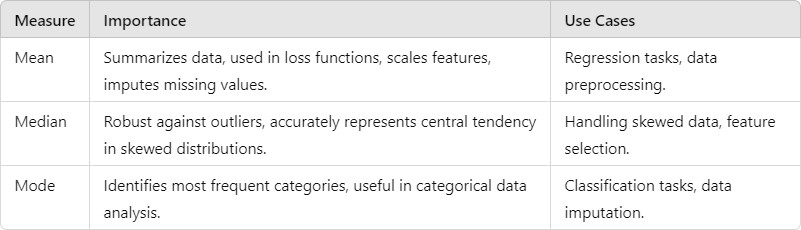 Measure Importance Use Cases
Mean Summarizes data, used in loss functions, scales features, Regression tasks, data
imputes missing values. preprocessing.
Median Robust against outliers, accurately represents central tendency Handling skewed data, feature
in skewed distributions. selection.
Mode Identifies most frequent categories, useful in categorical data Classification tasks, data
analysis. imputation.